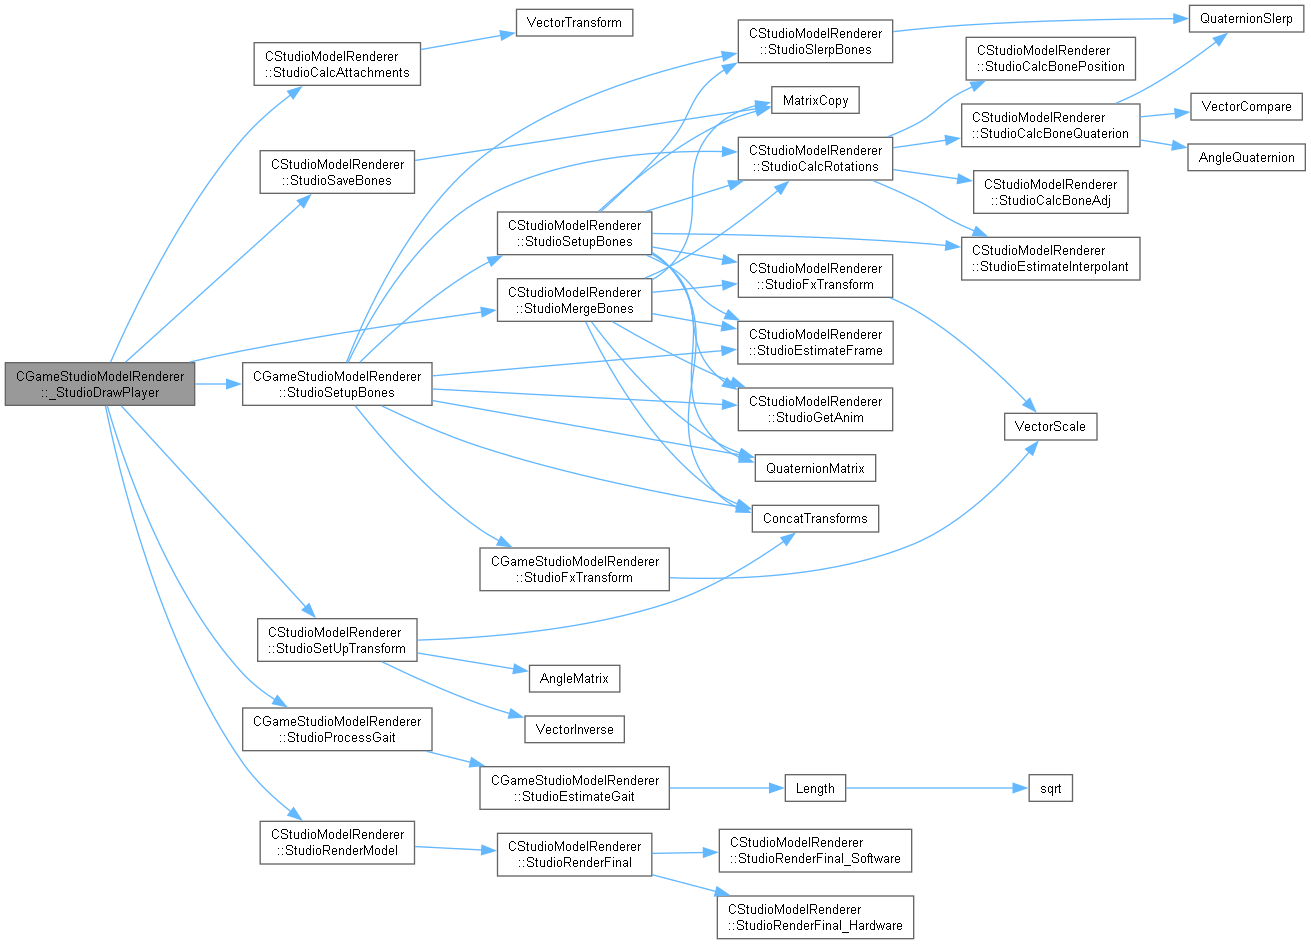 CGameStudioModelRenderer
::_StudioDrawPlayer
CStudioModelRenderer
::StudioCalcAttachments
VectorTransform
CStudioModelRenderer
::StudioSaveBones
CGameStudioModelRenderer
::StudioSetupBones
CStudioModelRenderer
::StudioSetupBones
CStudioModelRenderer
::StudioMergeBones
CStudioModelRenderer
::StudioSlerpBones
MatrixCopy
CStudioModelRenderer
::StudioCalcRotations
CStudioModelRenderer
::StudioFxTransform
CStudioModelRenderer
::StudioEstimateFrame
CStudioModelRenderer
::StudioGetAnim
QuaternionMatrix
ConcatTransforms
CStudioModelRenderer
::StudioCalcBonePosition
CStudioModelRenderer
::StudioCalcBoneQuaterion
CStudioModelRenderer
::StudioCalcBoneAdj
CStudioModelRenderer
::StudioEstimateInterpolant
QuaternionSlerp
VectorCompare
AngleQuaternion
VectorScale
CGameStudioModelRenderer
::StudioFxTransform
CStudioModelRenderer
::StudioSetUpTransform
AngleMatrix
VectorInverse
CGameStudioModelRenderer
::StudioProcessGait
CGameStudioModelRenderer
::StudioEstimateGait
Length
sqrt
CStudioModelRenderer
::StudioRenderModel
CStudioModelRenderer
::StudioRenderFinal
CStudioModelRenderer
::StudioRenderFinal_Software
CStudioModelRenderer
::StudioRenderFinal_Hardware